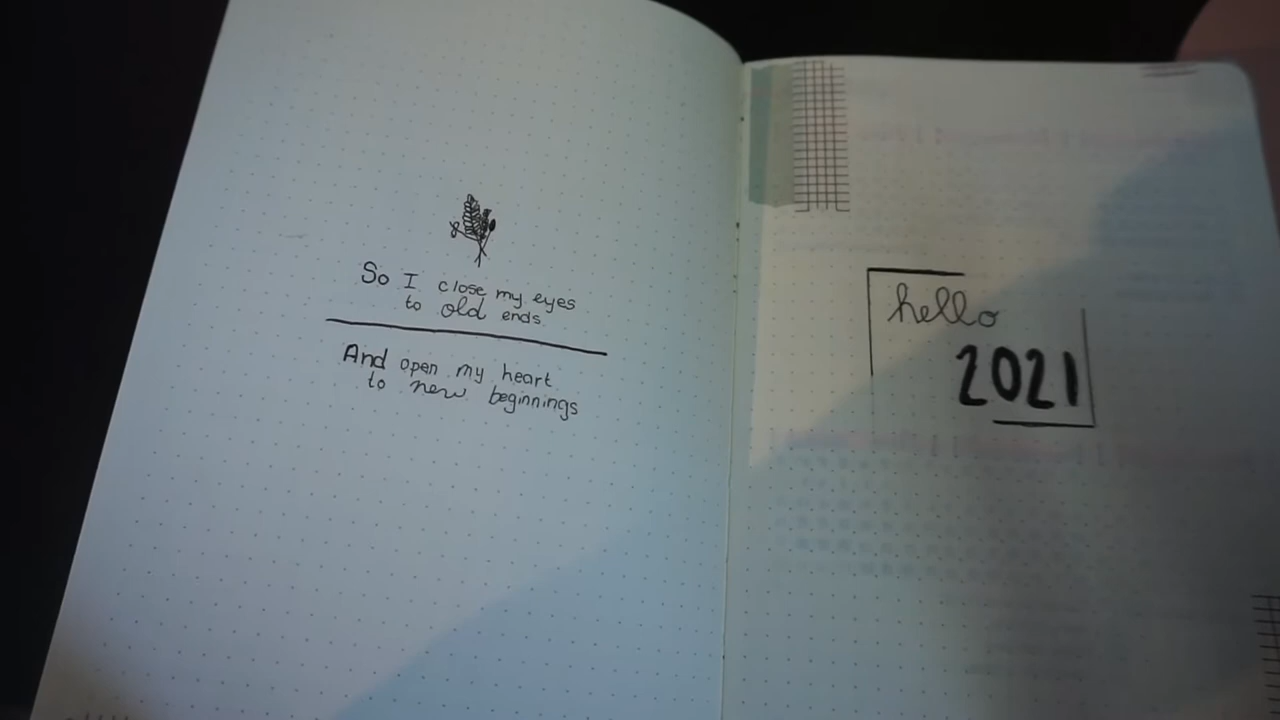 So I close my eyes
to old ends.
And open my heart
to new beginnings
hello
2021